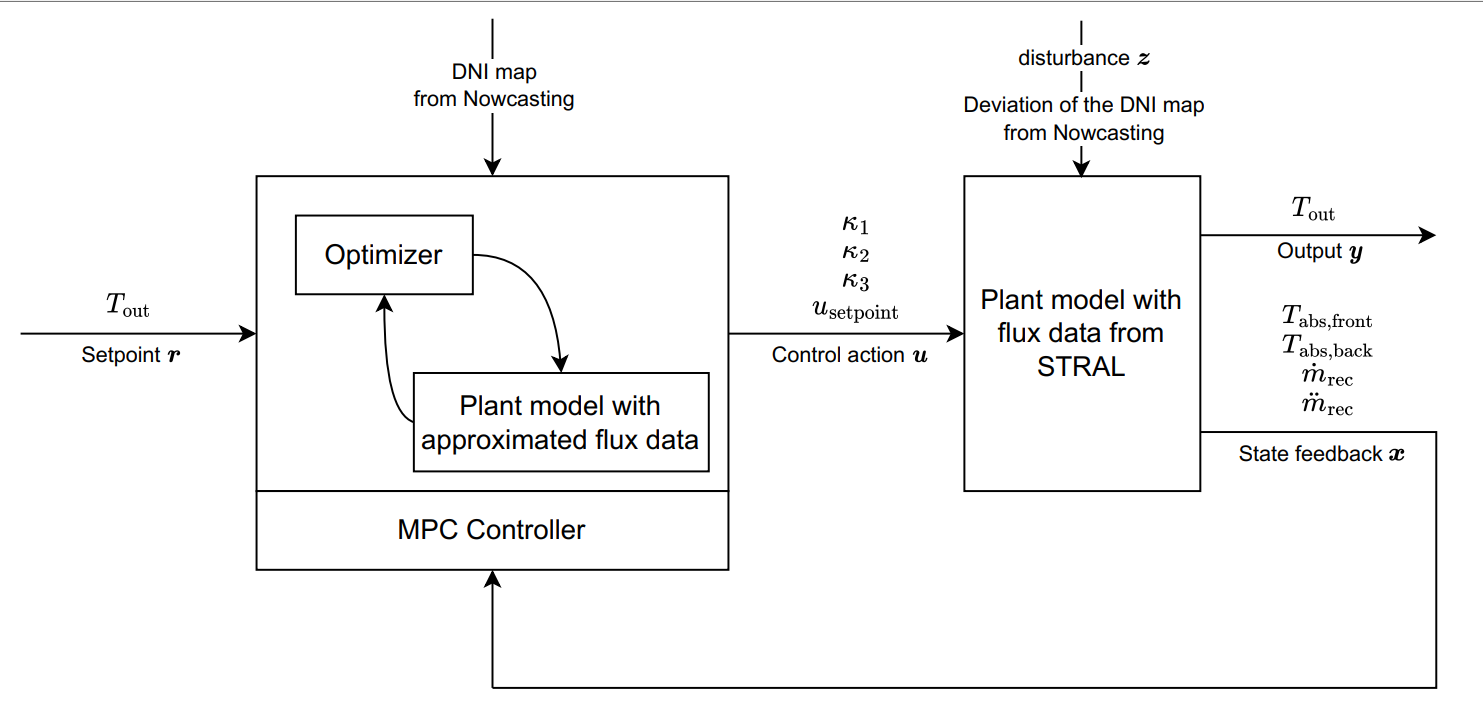 DNI map
from Nowcasting
disturbance z
Deviation of the DNI map
from Nowcasting
Optimizer
Plant model with
approximated flux data
MPC Controller
T_out
Setpoint r
κ_1
κ_2
κ_3
u_setpoint
Control action u
Plant model with
flux data from
STRAL
T_out
Output y
T_abs,front
T_abs,back
ṁ_rec
m̈_rec
State feedback x